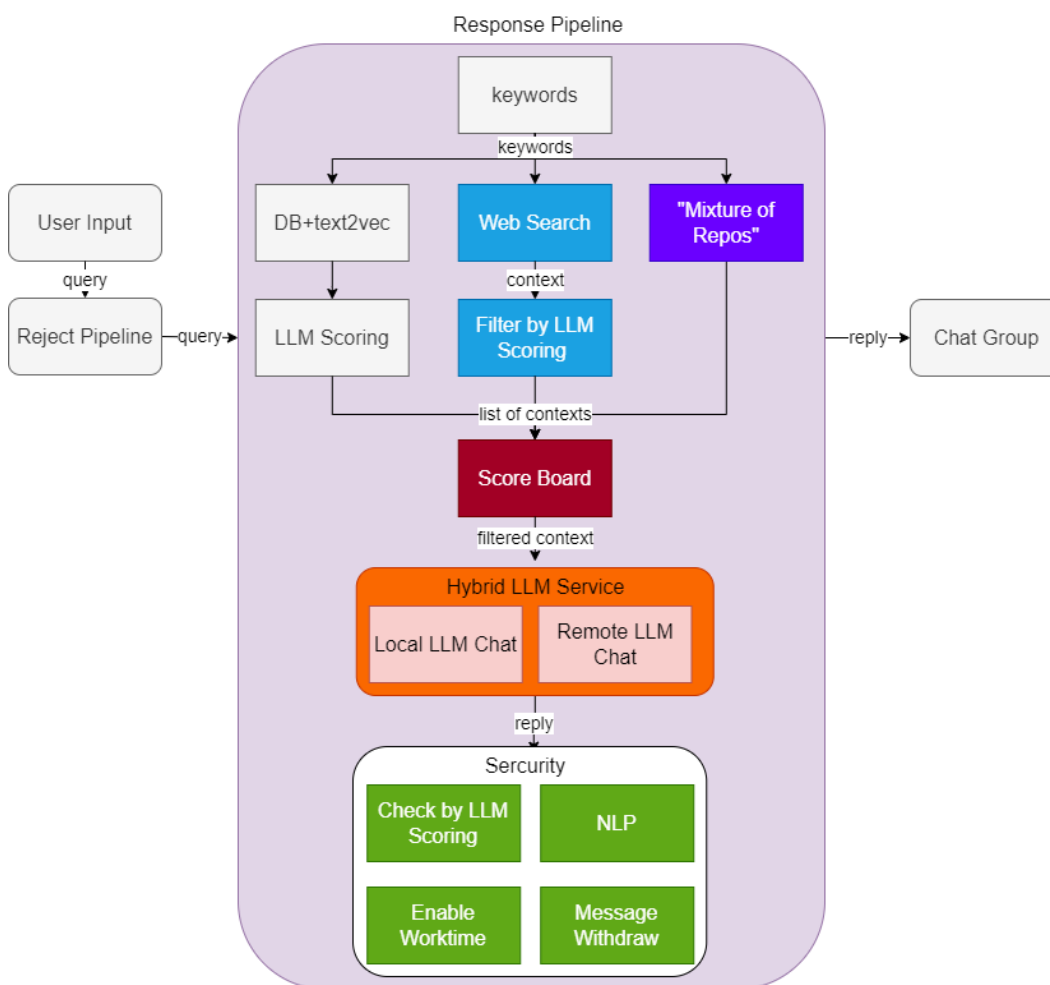 Response Pipeline
keywords
keywords
User Input
query
Reject Pipeline
query
DB+text2vec
Web Search
"Mixture of
Repos"
context
LLM Scoring
Filter by LLM
Scoring
reply
Chat Group
list of contexts
Score Board
filtered context
Hybrid LLM Service
Local LLM Chat
Remote LLM
Chat
reply
Sercurity
Check by LLM
Scoring
NLP
Enable
Worktime
Message
Withdraw